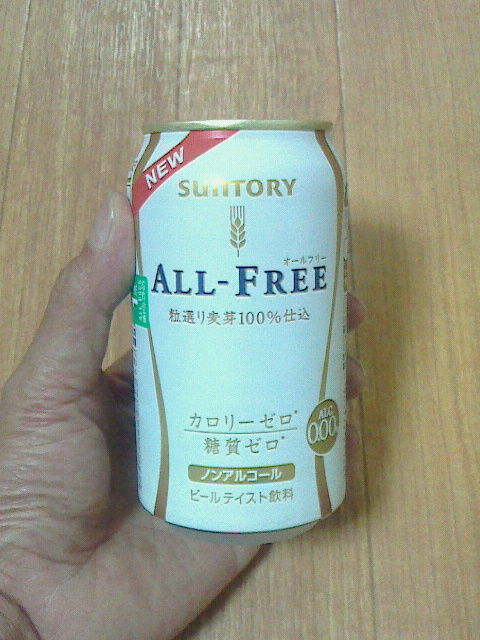 NEW
SUNTORY
オールフリー
ALL-FREE
粒選り麦芽100%仕込
カロリーゼロ*
糖質ゼロ*
ALC.
0.00%
ノンアルコール
ビールテイスト飲料